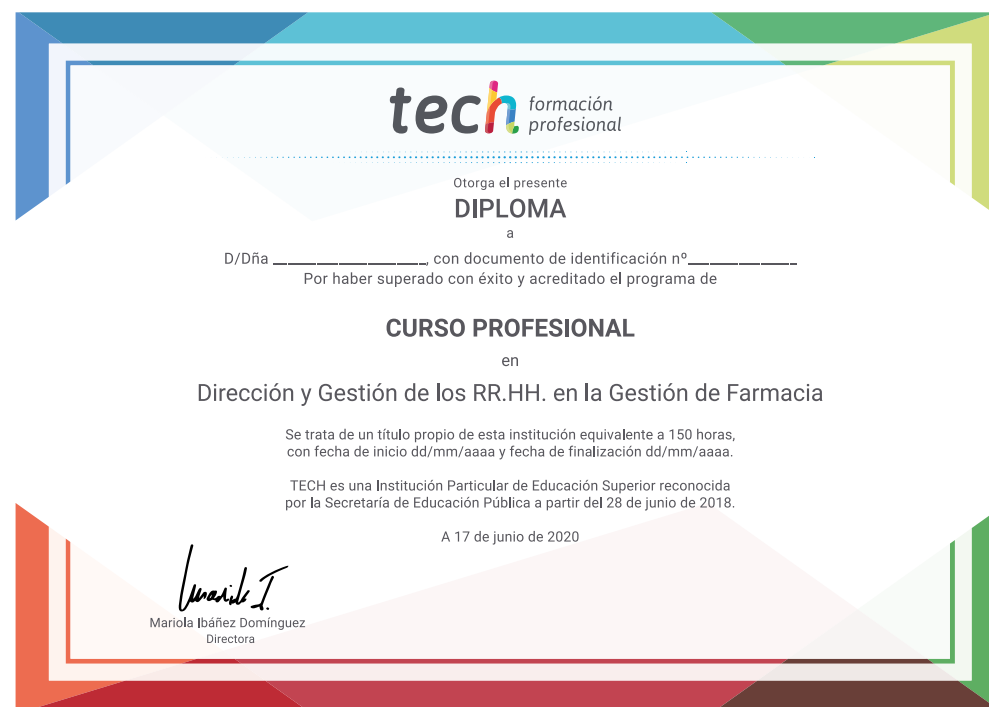 tech formación
profesional
Otorga el presente
DIPLOMA
a
D/Dña ____________________, con documento de identificación nº______________
Por haber superado con éxito y acreditado el programa de
CURSO PROFESIONAL
en
Dirección y Gestión de los RR.HH. en la Gestión de Farmacia
Se trata de un título propio de esta institución equivalente a 150 horas,
con fecha de inicio dd/mm/aaaa y fecha de finalización dd/mm/aaaa.
TECH es una Institución Particular de Educación Superior reconocida
por la Secretaría de Educación Pública a partir del 28 de junio de 2018.
A 17 de junio de 2020
Mariola Ibáñez Domínguez
Directora